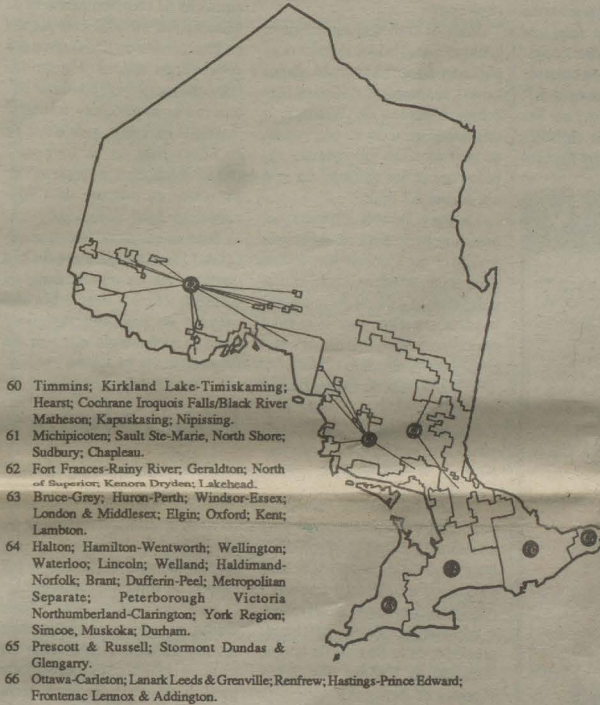 60 Timmins; Kirkland Lake-Timiskaming;
Hearst; Cochrane Iroquois Falls/Black River
Matheson; Kapuskasing; Nipissing.
61 Michipicoten; Sault Ste-Marie, North Shore;
Sudbury; Chapleau.
62 Fort Frances-Rainy River; Geraldton; North
of Superior; Kenora Dryden; Lakehead.
63 Bruce-Grey; Huron-Perth; Windsor-Essex;
London & Middlesex; Elgin; Oxford; Kent;
Lambton.
64 Halton; Hamilton-Wentworth; Wellington;
Waterloo; Lincoln; Welland; Haldimand-
Norfolk; Brant; Dufferin-Peel; Metropolitan
Separate; Peterborough Victoria
Northumberland-Clarington; York Region;
Simcoe, Muskoka; Durham.
65 Prescott & Russell; Stormont Dundas &
Glengarry.
66 Ottawa-Carleton; Lanark Leeds & Grenville; Renfrew; Hastings-Prince Edward;
Frontenac Lennox & Addington.